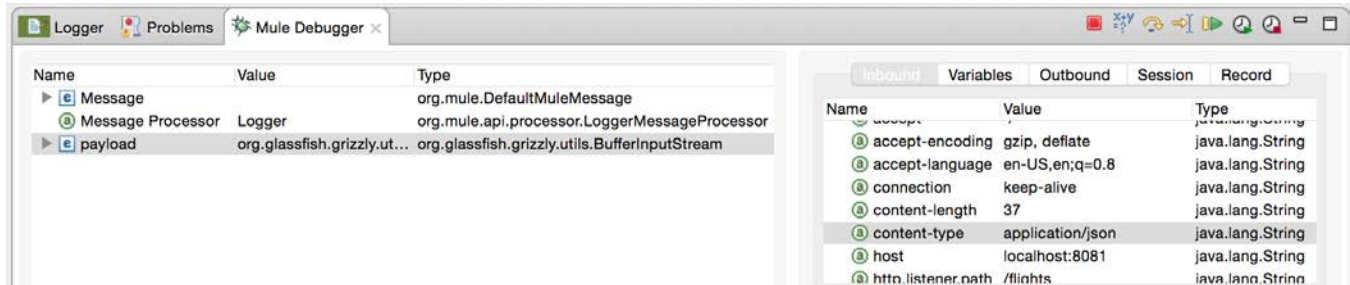 Logger Problems Mule Debugger
Name Value Type
Message org.mule.DefaultMuleMessage
Message Processor Logger org.mule.api.processor.LoggerMessageProcessor
payload org.glassfish.grizzly.ut... org.glassfish.grizzly.utils.BufferInputStream
Inbound Variables Outbound Session Record
Name Value Type
accept-encoding gzip, deflate java.lang.String
accept-language en-US,en;q=0.8 java.lang.String
connection keep-alive java.lang.String
content-length 37 java.lang.String
content-type application/json java.lang.String
host localhost:8081 java.lang.String
http.listener.path /flights java.lang.String